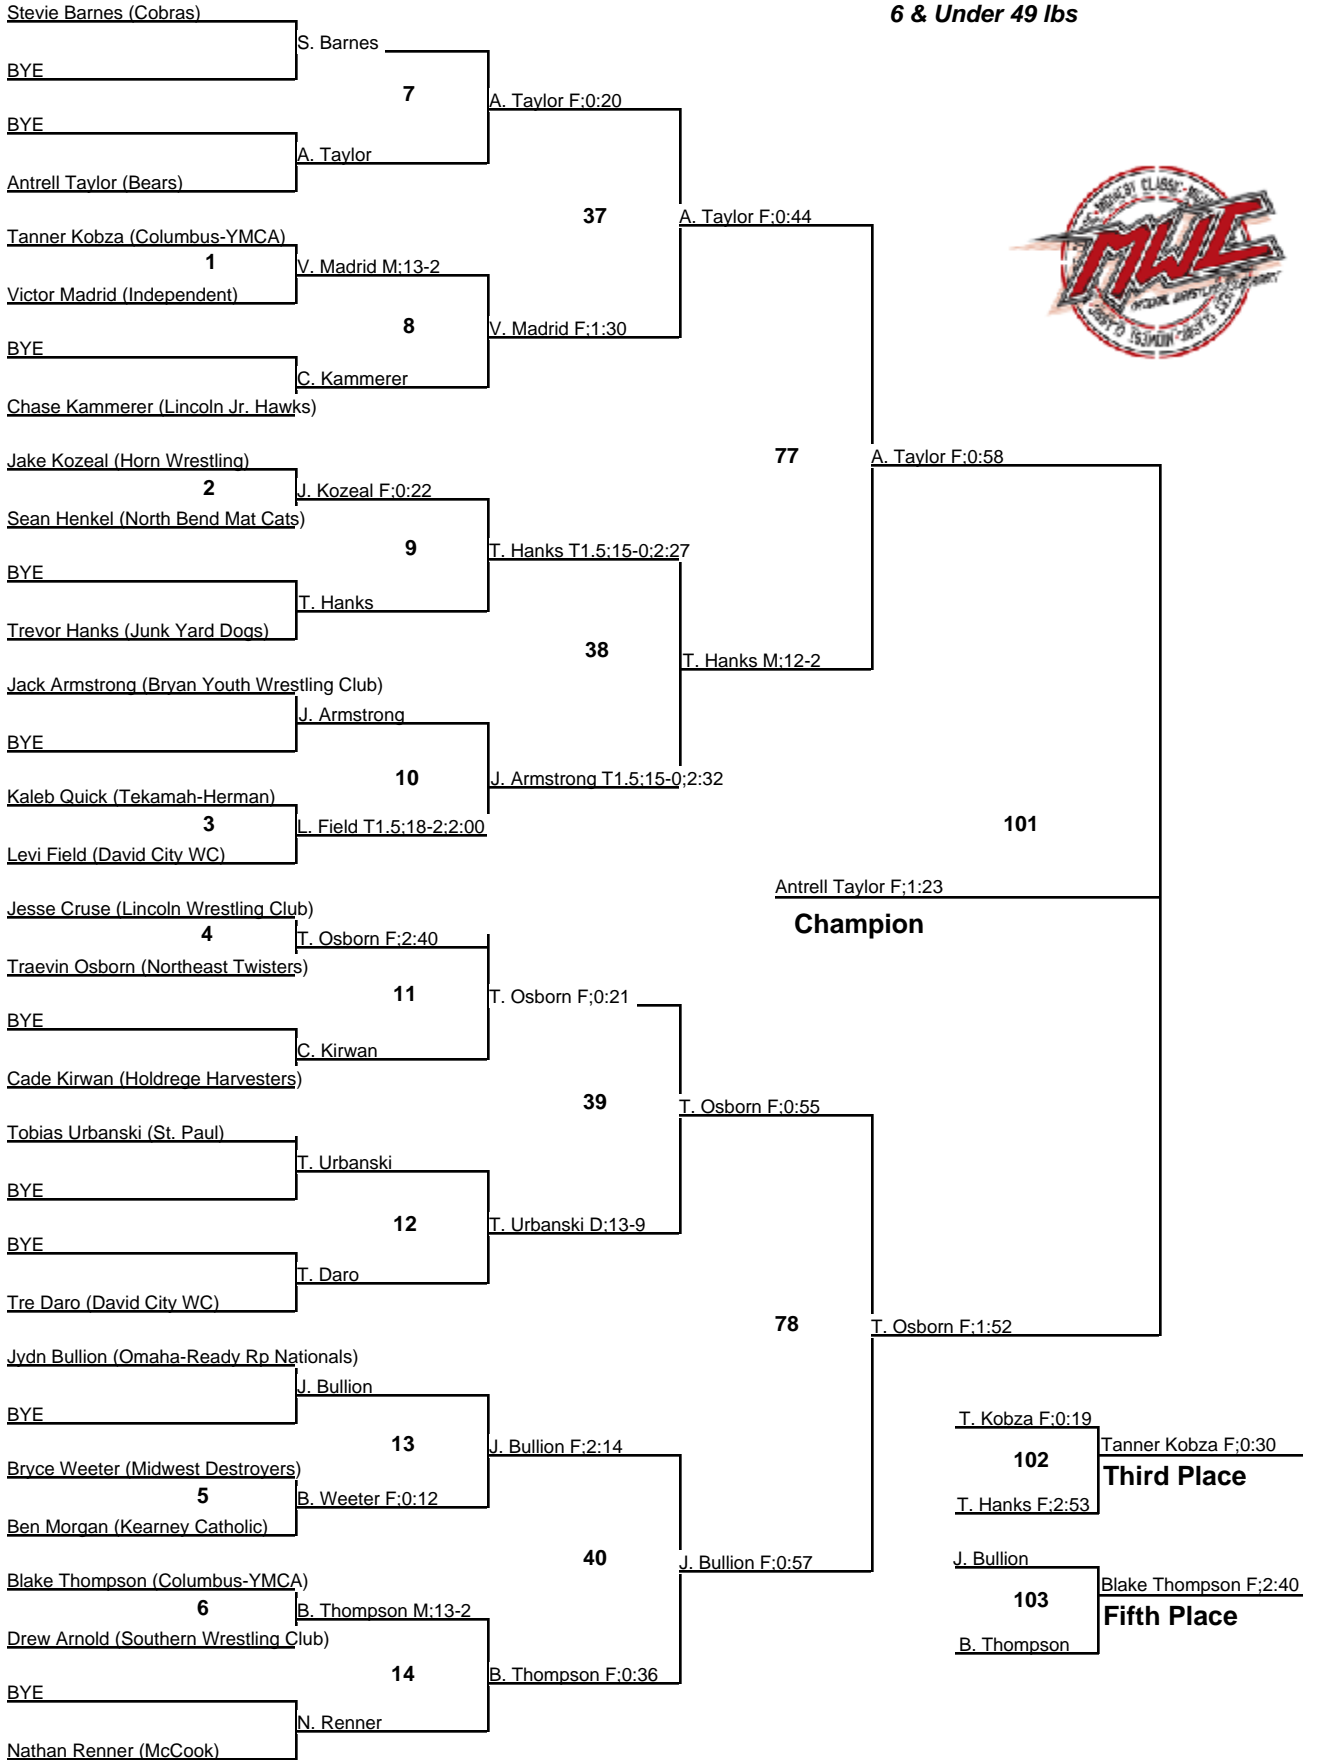 6 & Under 49 lbs
Stevie Barnes (Cobras)
BYE
BYE
Antrell Taylor (Bears)
Tanner Kobza (Columbus-YMCA)
1
Victor Madrid (Independent)
BYE
Chase Kammerer (Lincoln Jr. Hawks)
Jake Kozeal (Horn Wrestling)
2
Sean Henkel (North Bend Mat Cats)
BYE
Trevor Hanks (Junk Yard Dogs)
Jack Armstrong (Bryan Youth Wrestling Club)
BYE
Kaleb Quick (Tekamah-Herman)
3
Levi Field (David City WC)
Jesse Cruse (Lincoln Wrestling Club)
4
Traevin Osborn (Northeast Twisters)
BYE
Cade Kirwan (Holdrege Harvesters)
Tobias Urbanski (St. Paul)
BYE
BYE
Tre Daro (David City WC)
Jydn Bullion (Omaha-Ready Rp Nationals)
BYE
Bryce Weeter (Midwest Destroyers)
5
Ben Morgan (Kearney Catholic)
Blake Thompson (Columbus-YMCA)
6
Drew Arnold (Southern Wrestling Club)
BYE
Nathan Renner (McCook)
S. Barnes
7
A. Taylor
V. Madrid M;13-2
8
C. Kammerer
J. Kozeal F;0:22
9
T. Hanks
J. Armstrong
10
L. Field T1.5;18-2;2:00
T. Osborn F;2:40
11
C. Kirwan
T. Urbanski
12
T. Daro
J. Bullion
13
B. Weeter F;0:12
B. Thompson M;13-2
14
N. Renner
A. Taylor F;0:20
37
V. Madrid F;1:30
T. Hanks T1.5;15-0;2:27
38
J. Armstrong T1.5;15-0;2:32
T. Osborn F;0:21
39
T. Urbanski D;13-9
J. Bullion F;2:14
40
B. Thompson F;0:36
A. Taylor F;0:44
77
T. Hanks M;12-2
T. Osborn F;0:55
78
J. Bullion F;0:57
A. Taylor F;0:58
101
T. Osborn F;1:52
Antrell Taylor F;1:23
Champion
T. Kobza F;0:19
102
T. Hanks F;2:53
Tanner Kobza F;0:30
Third Place
J. Bullion
103
B. Thompson
Blake Thompson F;2:40
Fifth Place
MWC